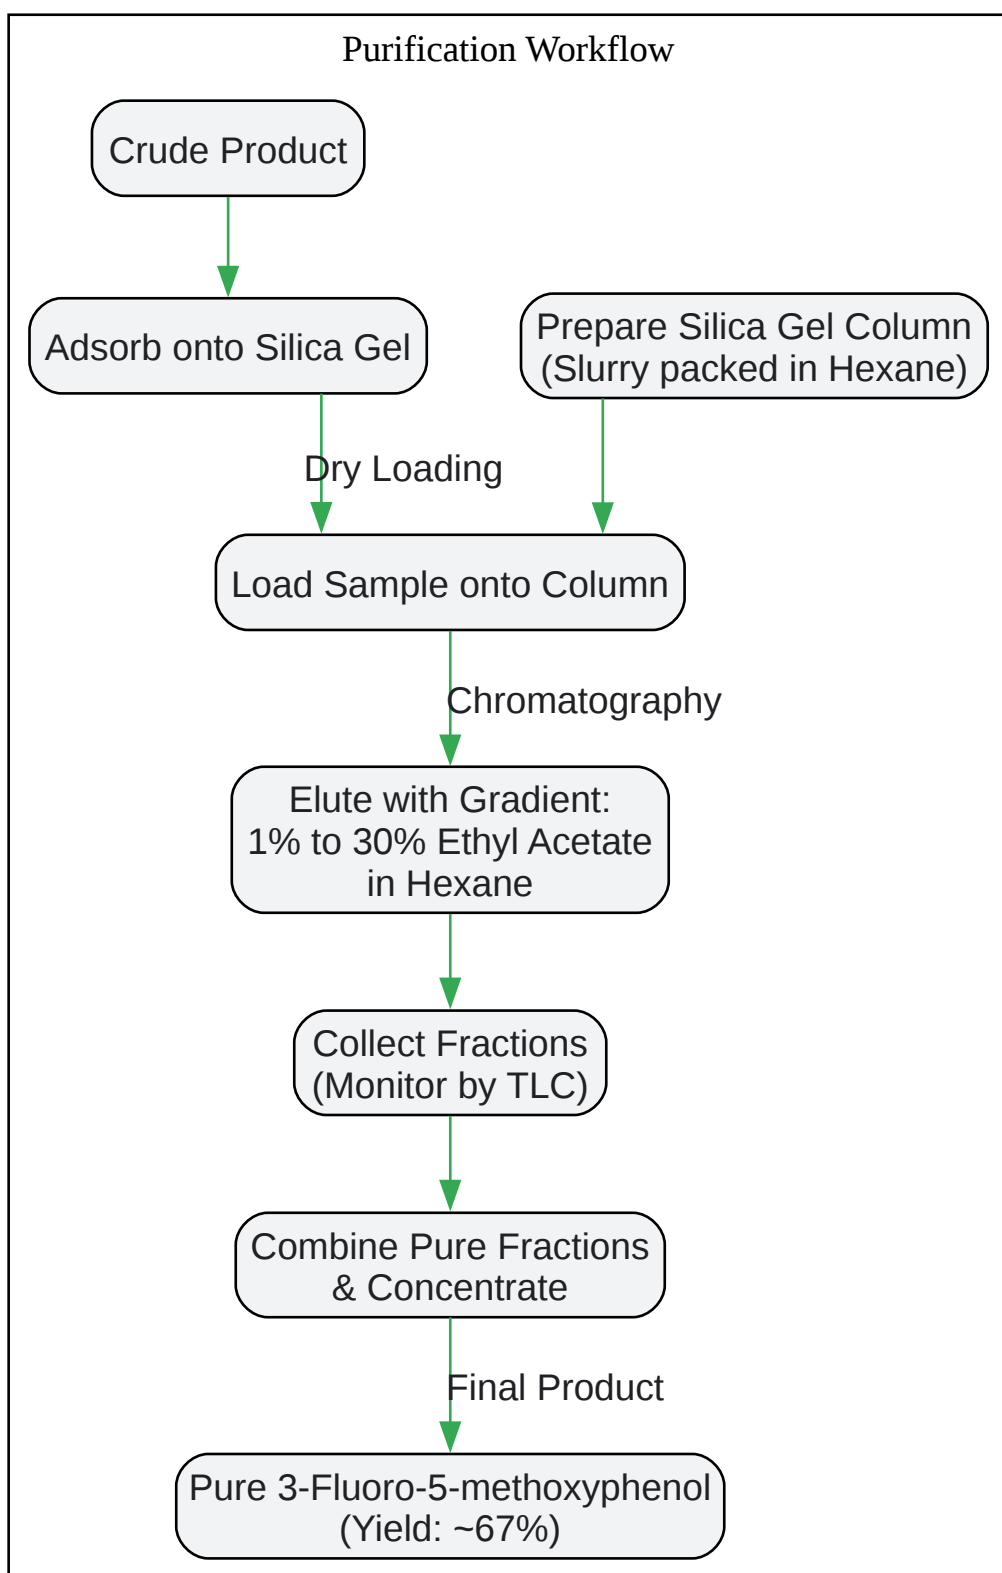 Purification Workflow
Crude Product
Adsorb onto Silica Gel
Prepare Silica Gel Column
(Slurry packed in Hexane)
Dry Loading
Load Sample onto Column
Chromatography
Elute with Gradient:
1% to 30% Ethyl Acetate
in Hexane
Collect Fractions
(Monitor by TLC)
Combine Pure Fractions
& Concentrate
Final Product
Pure 3-Fluoro-5-methoxyphenol
(Yield: ~67%)